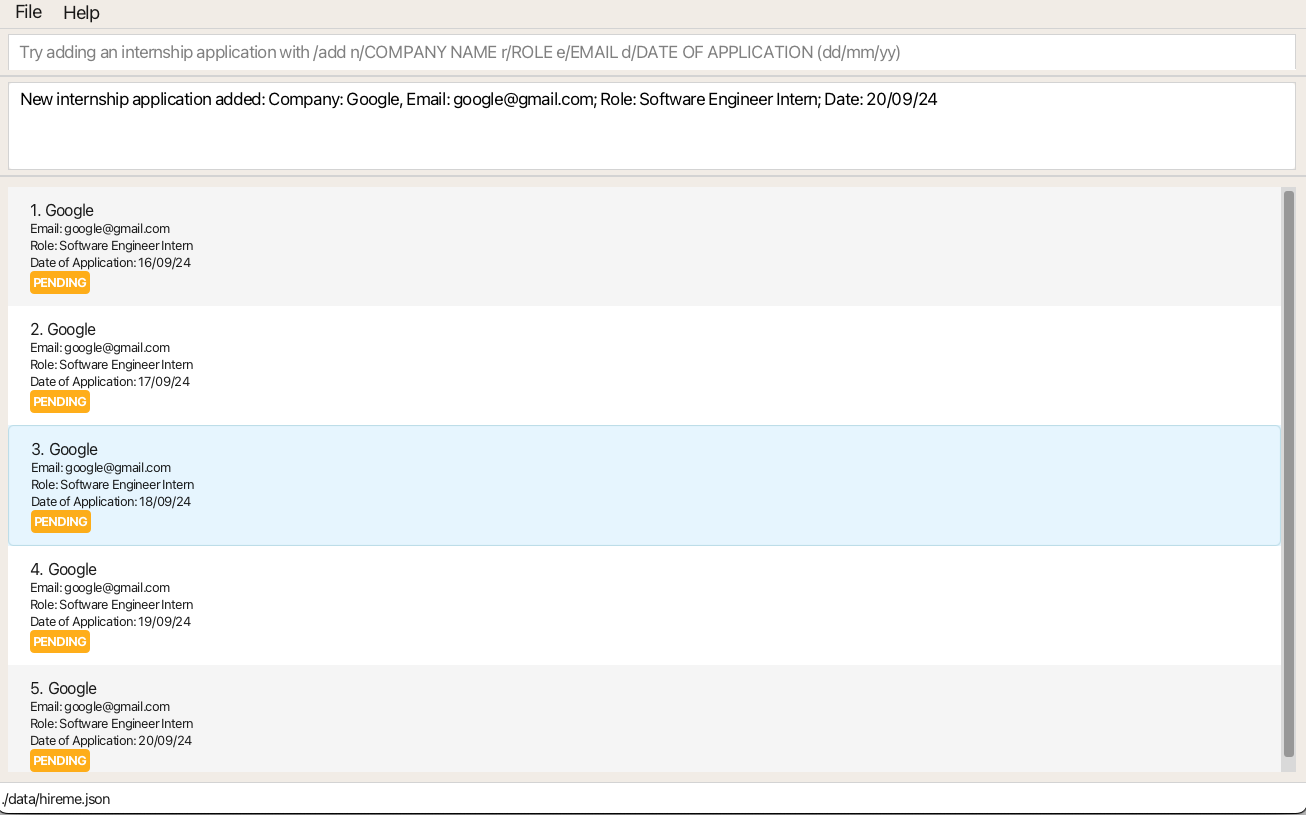 File Help
Try adding an internship application with /add n/COMPANY NAME r/ROLE e/EMAIL d/DATE OF APPLICATION (dd/mm/yy)
New internship application added: Company: Google, Email: google@gmail.com; Role: Software Engineer Intern; Date: 20/09/24
1. Google
Email: google@gmail.com
Role: Software Engineer Intern
Date of Application: 16/09/24
PENDING
2. Google
Email: google@gmail.com
Role: Software Engineer Intern
Date of Application: 17/09/24
PENDING
3. Google
Email: google@gmail.com
Role: Software Engineer Intern
Date of Application: 18/09/24
PENDING
4. Google
Email: google@gmail.com
Role: Software Engineer Intern
Date of Application: 19/09/24
PENDING
5. Google
Email: google@gmail.com
Role: Software Engineer Intern
Date of Application: 20/09/24
PENDING
./data/hireme.json